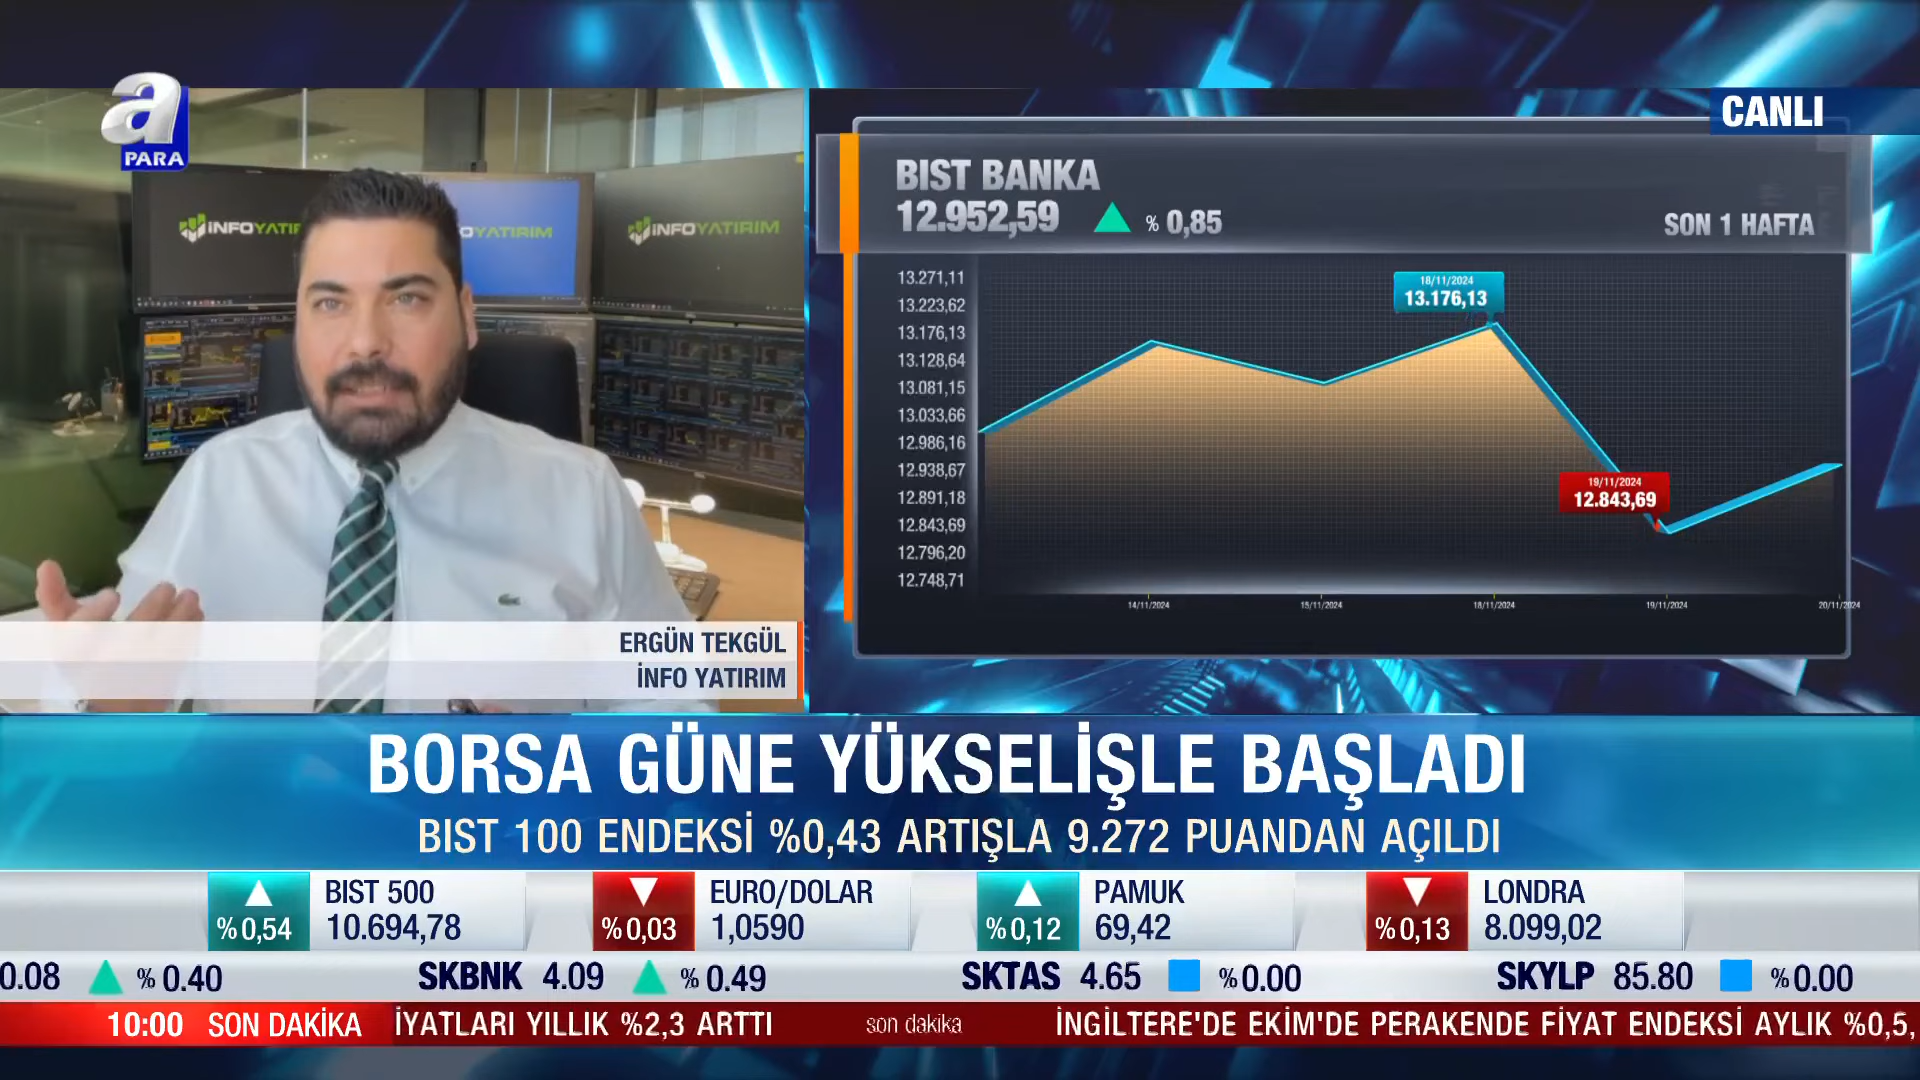 a
PARA
CANLI
INFOYATIRIM
BIST BANKA
12.952,59 % 0,85
SON 1 HAFTA
13.271,11
13.223,62
13.176,13
13.128,64
13.081,15
13.033,66
12.986,16
12.938,67
12.891,18
12.843,69
12.796,20
12.748,71
18/11/2024
13.176,13
19/11/2024
12.843,69
14/11/2024 15/11/2024 18/11/2024 19/11/2024 20/11/2024
ERGÜN TEKGÜL
İNFO YATIRIM
BORSA GÜNE YÜKSELİŞLE BAŞLADI
BIST 100 ENDEKSİ %0,43 ARTIŞLA 9.272 PUANDAN AÇILDI
%0,54 BIST 500 10.694,78
%0,03 EURO/DOLAR 1,0590
%0,12 PAMUK 69,42
%0,13 LONDRA 8.099,02
0.08 %0.40 SKBNK 4.09 %0.49 SKTAS 4.65 %0.00 SKYLP 85.80 %0.00
10:00 SON DAKİKA İYATLARI YILLIK %2,3 ARTTI son dakika İNGİLTERE'DE EKİM'DE PERAKENDE FİYAT ENDEKSİ AYLIK %0,5,